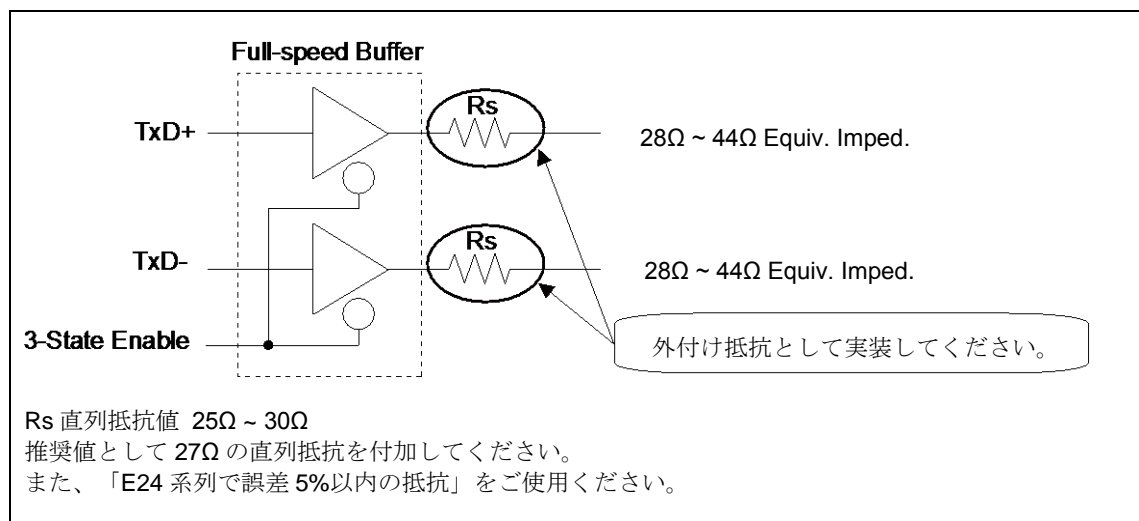 Full-speed Buffer
Rs
TxD+
28Ω ~ 44Ω Equiv. Imped.
Rs
TxD-
28Ω ~ 44Ω Equiv. Imped.
3-State Enable
外付け抵抗として実装してください。
Rs 直列抵抗値 25Ω ~ 30Ω
推奨値として 27Ω の直列抵抗を付加してください。
また、「E24 系列で誤差 5%以内の抵抗」をご使用ください。